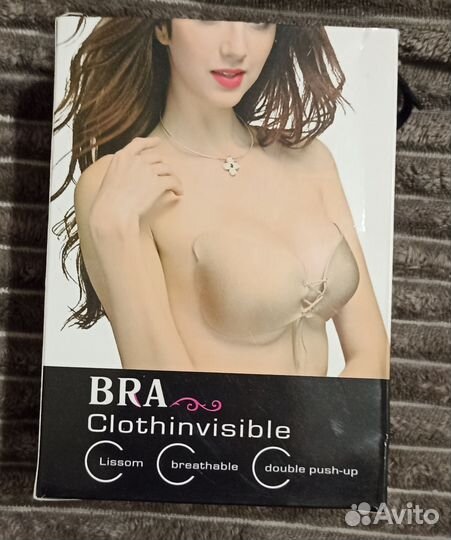 BRA
Clothinvisible
Lissom breathable double push-up
Avito